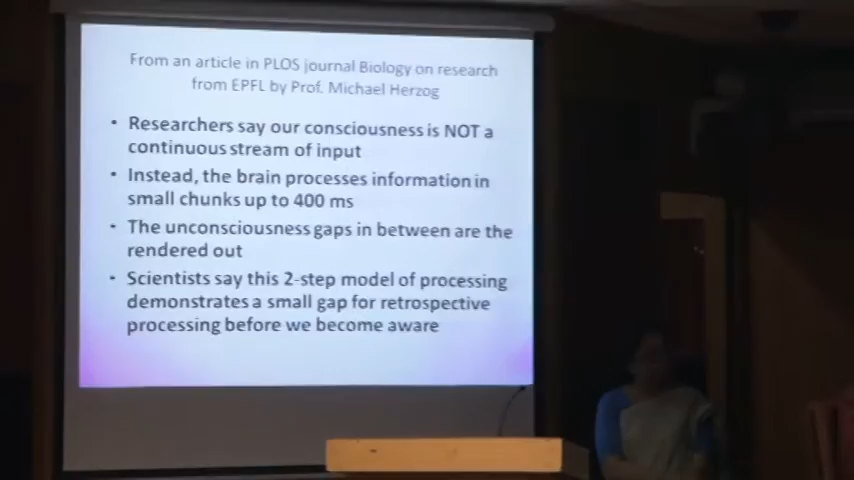 From an article in PLOS journal Biology on research
from EPFL by Prof. Michael Herzog
• Researchers say our consciousness is NOT a
continuous stream of input
• Instead, the brain processes information in
small chunks up to 400 ms
• The unconsciousness gaps in between are the
rendered out
• Scientists say this 2-step model of processing
demonstrates a small gap for retrospective
processing before we become aware